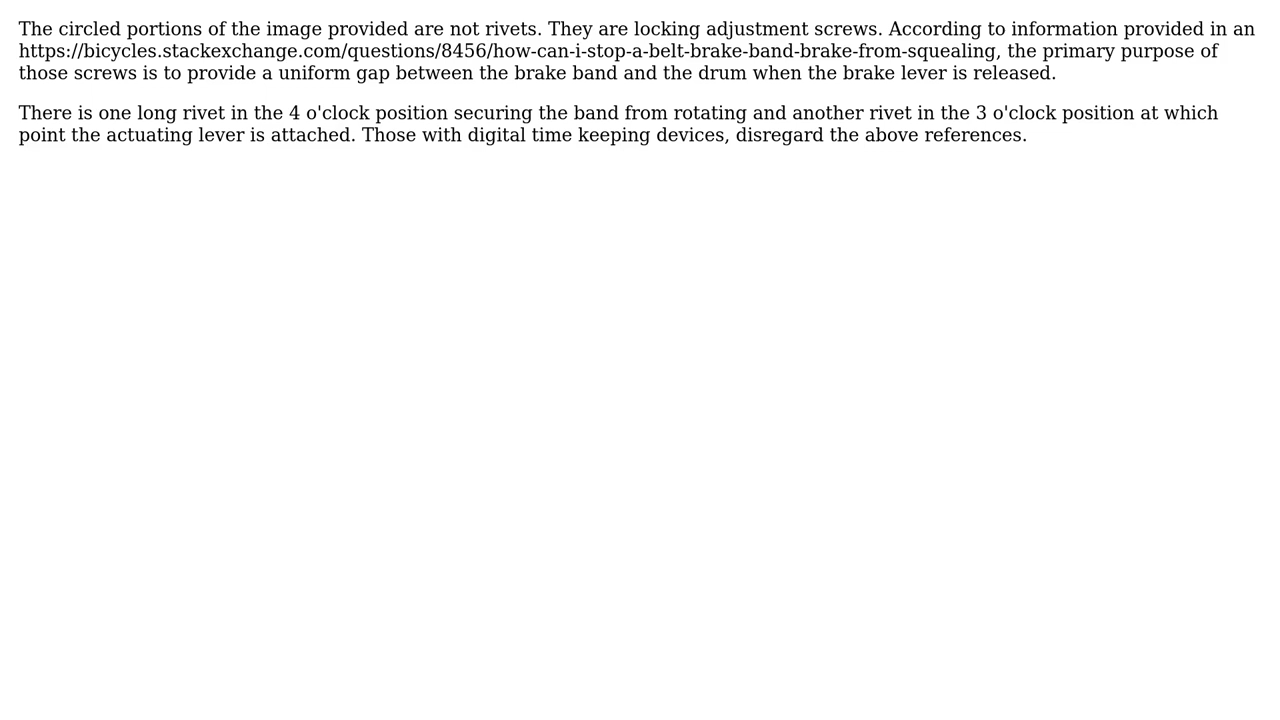 The circled portions of the image provided are not rivets. They are locking adjustment screws. According to information provided in an
https://bicycles.stackexchange.com/questions/8456/how-can-i-stop-a-belt-brake-band-brake-from-squealing, the primary purpose of
those screws is to provide a uniform gap between the brake band and the drum when the brake lever is released.
There is one long rivet in the 4 o'clock position securing the band from rotating and another rivet in the 3 o'clock position at which
point the actuating lever is attached. Those with digital time keeping devices, disregard the above references.